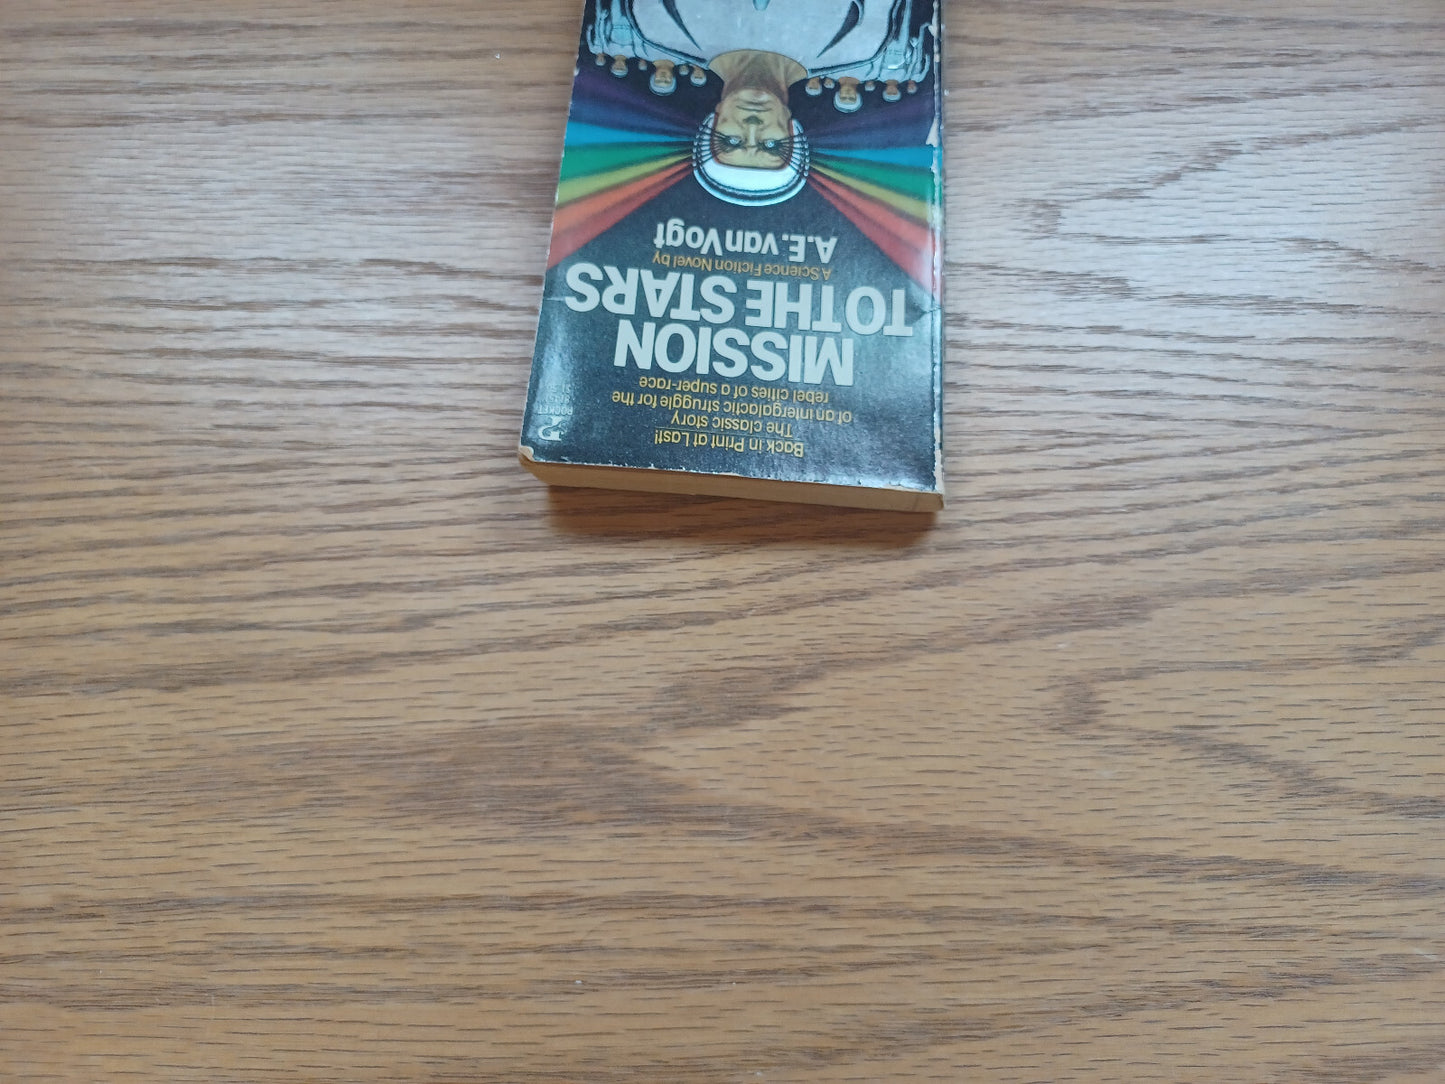 Back in Print at Last!
The classic story
of an intergalactic struggle for the
rebel cities of a super-race
MISSION
TO THE STARS
A Science Fiction Novel by
A.E. van Vogt
POCKET